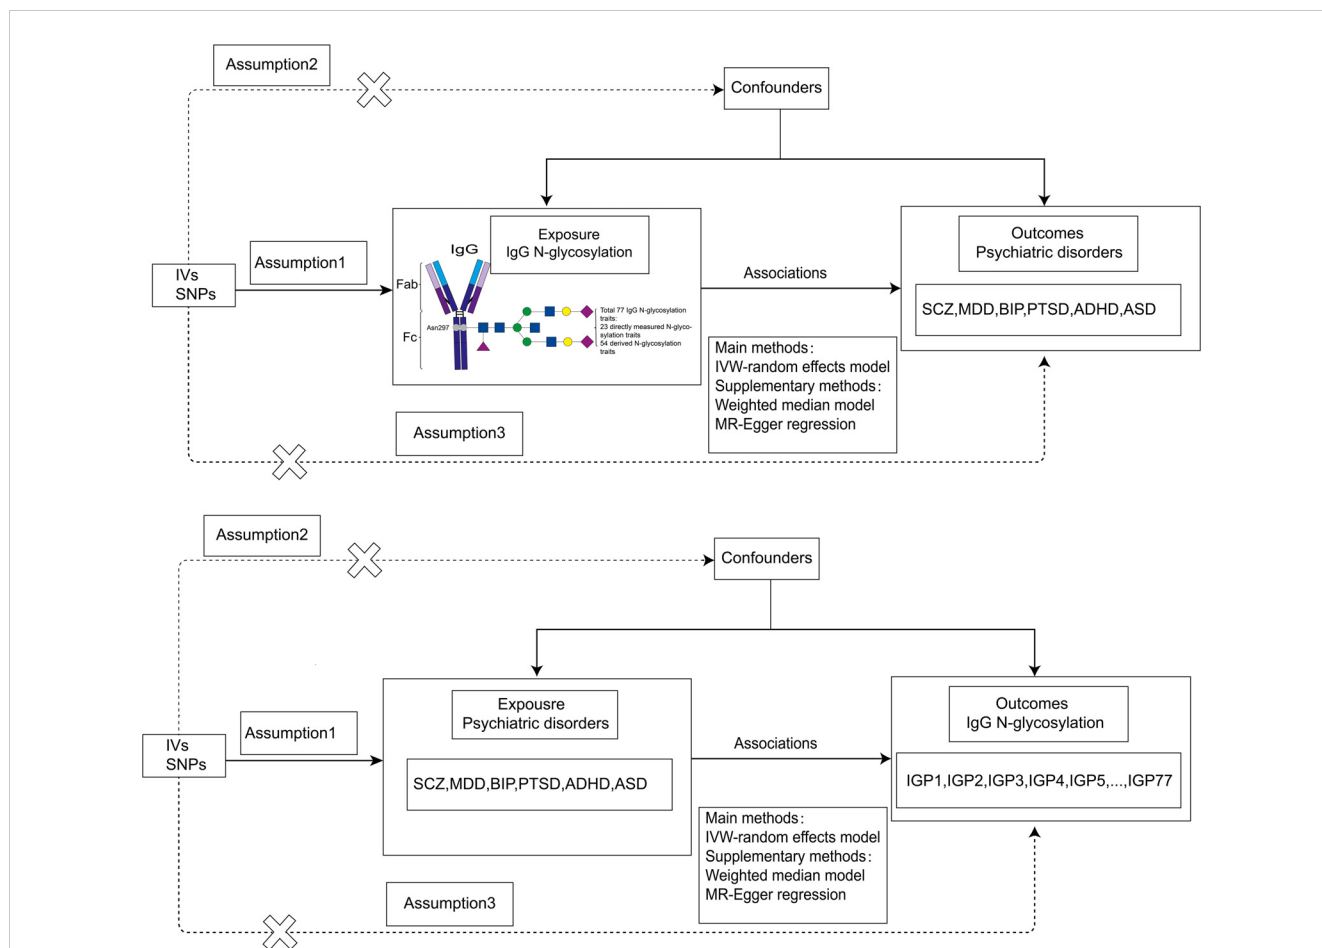 Assumption2
Confounders
Exposure
IgG N-glycosylation
IgG
Outcomes
Psychiatric disorders
Assumption1
IVs
SNPs
Fab
Associations
SCZ,MDD,BIP,PTSD,ADHD,ASD
Asn297
Fc
Total 77 IgG N-glycosylation
traits:
23 directly measured N-glyco-
sylation traits
54 derived N-glycosylation
traits
Main methods:
IVW-random effects model
Supplementary methods:
Weighted median model
MR-Egger regression
Assumption3
Assumption2
Confounders
Expousre
Psychiatric disorders
Outcomes
IgG N-glycosylation
Assumption1
IVs
SNPs
Associations
SCZ,MDD,BIP,PTSD,ADHD,ASD
IGP1,IGP2,IGP3,IGP4,IGP5,...,IGP77
Main methods:
IVW-random effects model
Supplementary methods:
Weighted median model
MR-Egger regression
Assumption3